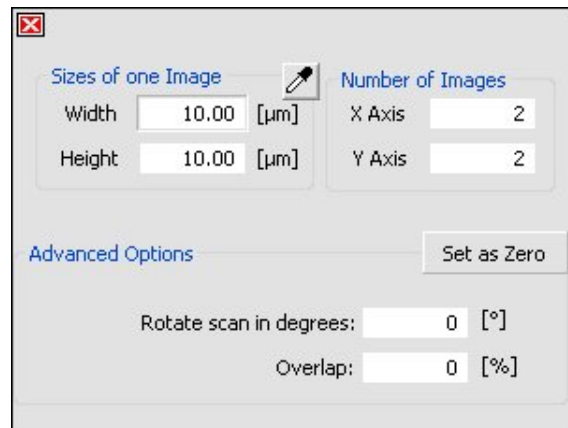 Sizes of one Image
Number of Images
Width 10.00 [µm]
X Axis 2
Height 10.00 [µm]
Y Axis 2
Advanced Options
Set as Zero
Rotate scan in degrees: 0 [°]
Overlap: 0 [%]